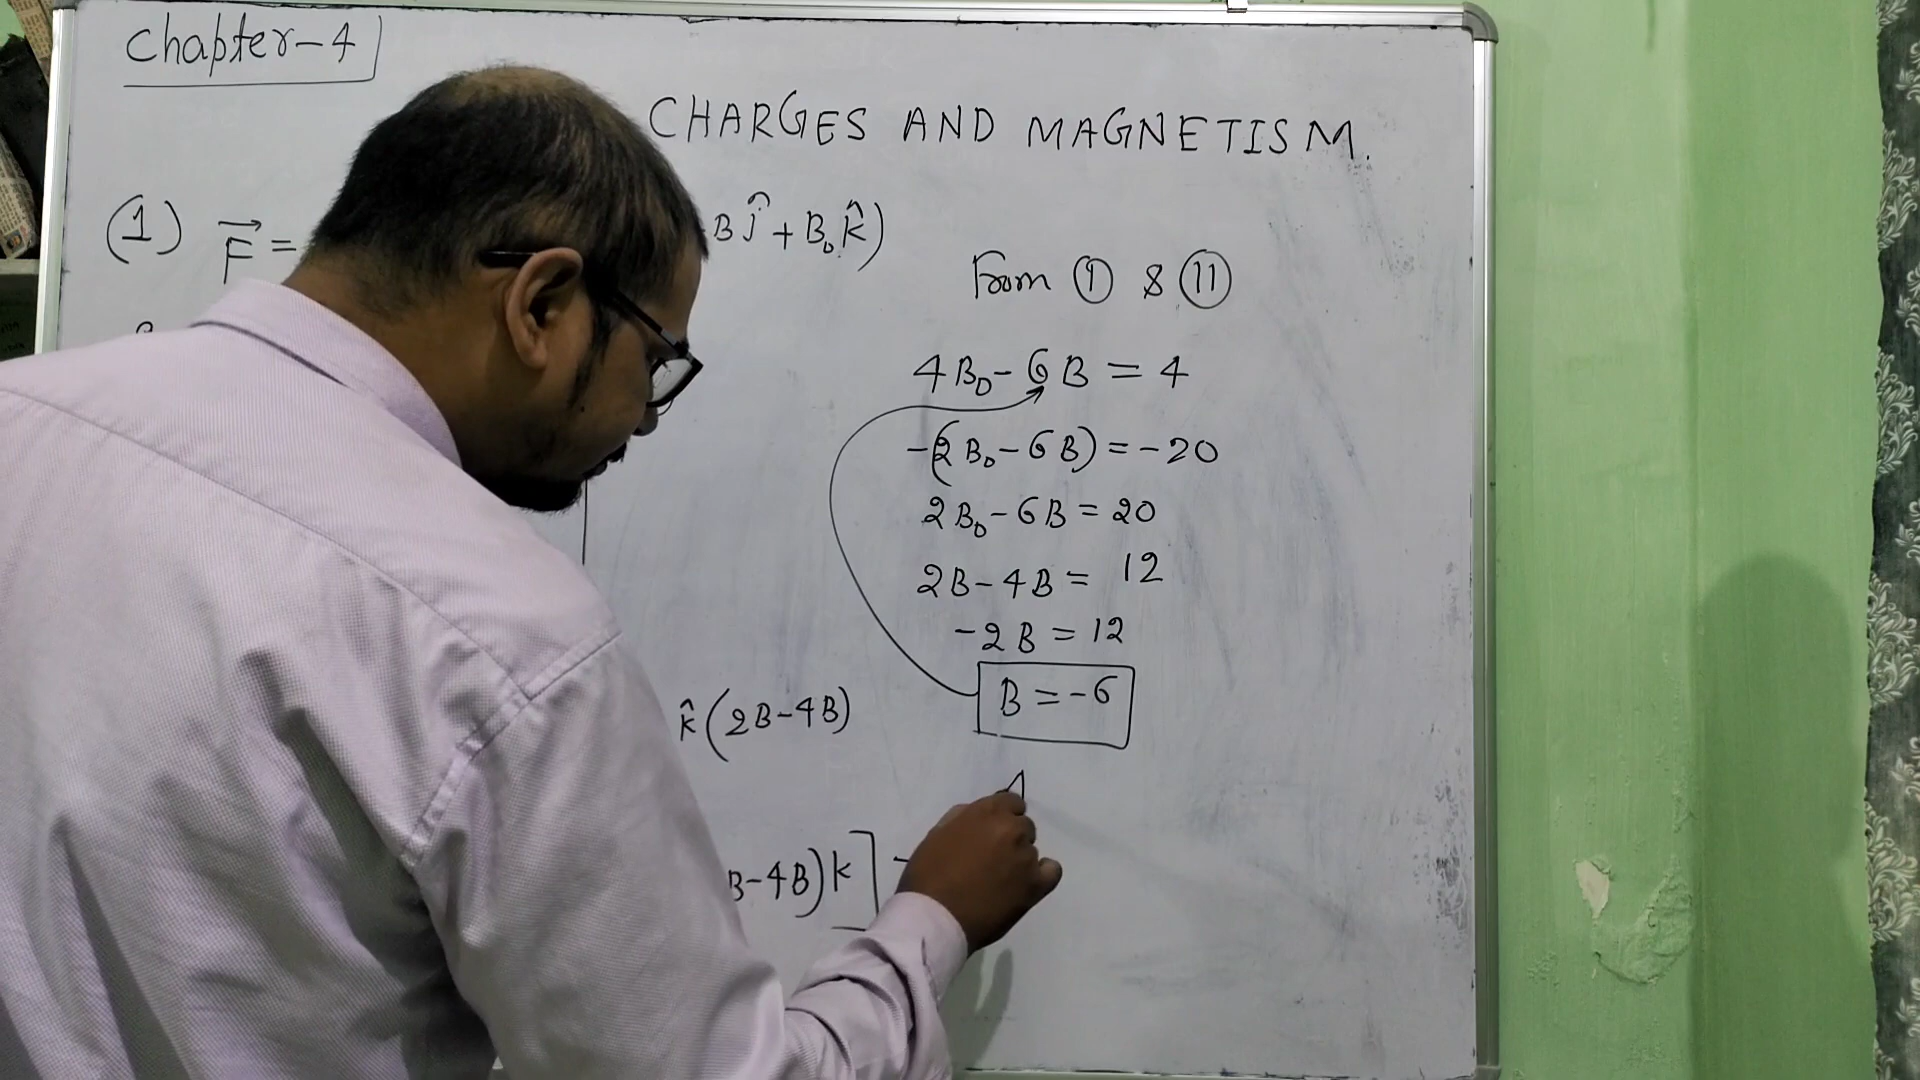 Chapter-4
CHARGES AND MAGNETISM.
(1) F⃗ =
Bĵ + B₀k̂)
From (I) & (II)
4B₀ - 6B = 4
-(2B₀ - 6B) = -20
2B₀ - 6B = 20
2B - 4B = 12
-2B = 12
B = -6
k̂(2B-4B)
B-4B)k]